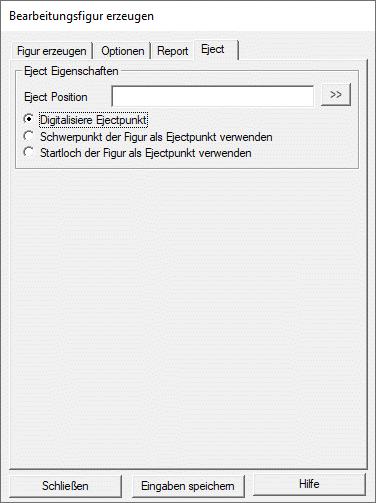 Bearbeitungsfigur erzeugen
Figur erzeugen Optionen Report Eject
Eject Eigenschaften
Eject Position >>
Digitalisiere Ejectpunkt
Schwerpunkt der Figur als Ejectpunkt verwenden
Startloch der Figur als Ejectpunkt verwenden
Schließen Eingaben speichern Hilfe